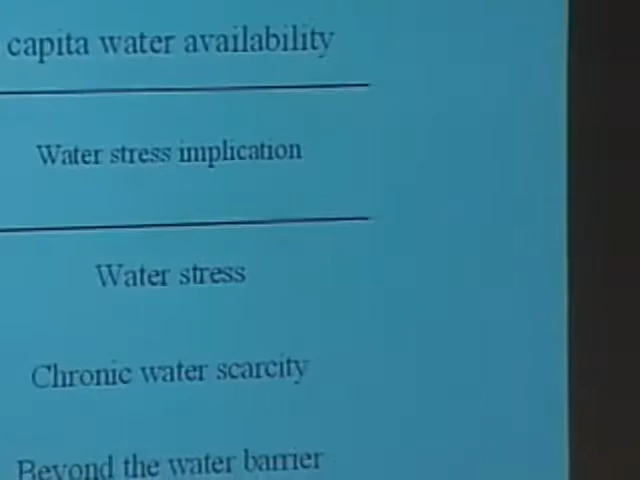 capita water availability
Water stress implication
Water stress
Chronic water scarcity
Beyond the water barrier